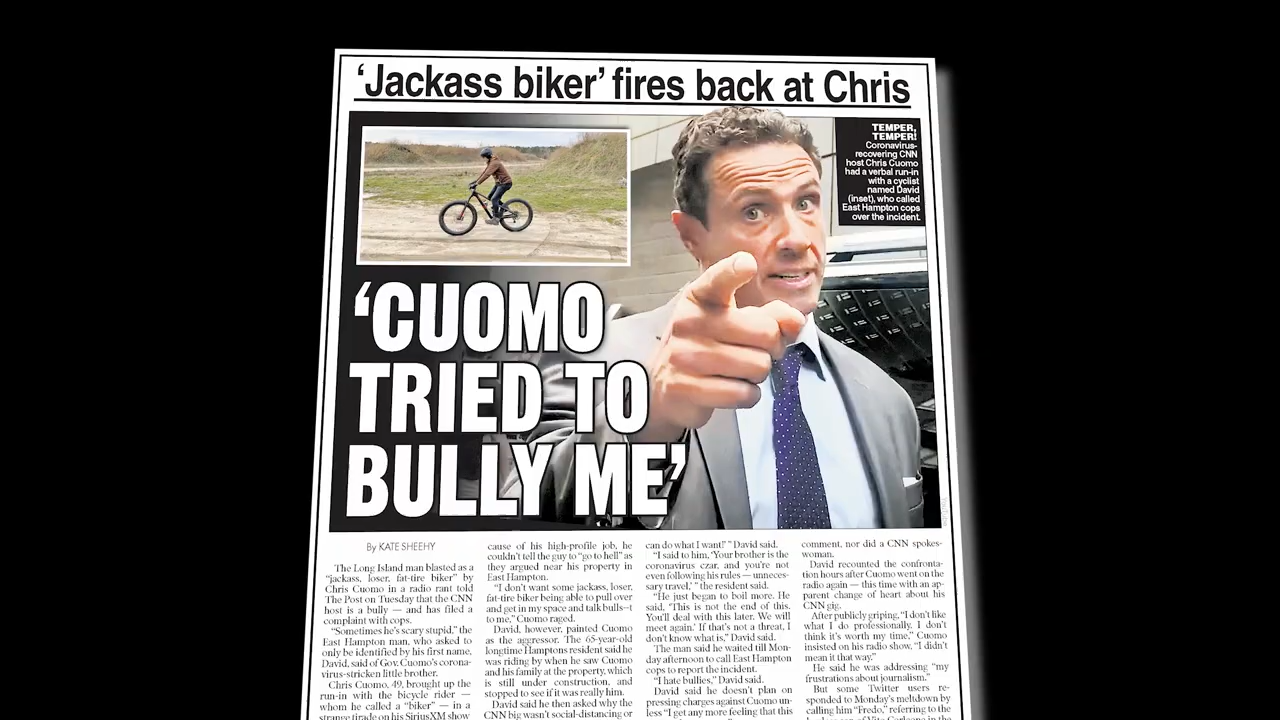 ‘Jackass biker’ fires back at Chris
TEMPER,
TEMPER!
Coronavirus-
recovering CNN
host Chris Cuomo
had a verbal run-in
with a cyclist
named David
(inset), who called
East Hampton cops
over the incident.
‘CUOMO
TRIED TO
BULLY ME’
By KATE SHEEHY
The Long Island man blasted as a
“jackass, loser, fat-tire biker” by
Chris Cuomo in a radio rant told
The Post on Tuesday that the CNN
host is a bully — and has filed a
complaint with cops.
“Sometimes he’s scary stupid,” the
East Hampton man, who asked to
only be identified by his first name,
David, said of Gov. Cuomo’s corona-
virus-stricken little brother.
Chris Cuomo, 49, brought up the
run-in with the bicycle rider —
whom he called a “biker” — in a
strange tirade on his SiriusXM show
cause of his high-profile job, he
couldn’t tell the guy to “go to hell” as
they argued near his property in
East Hampton.
“I don’t want some jackass, loser,
fat-tire biker being able to pull over
and get in my space and talk bulls–t
to me,” Cuomo raged.
David, however, painted Cuomo
as the aggressor. The 65-year-old
longtime Hamptons resident said he
was riding by when he saw Cuomo
and his family at the property, which
is still under construction, and
stopped to see if it was really him.
David said he then asked why the
CNN big wasn’t social-distancing or
can do what I want!’ ” David said.
“I said to him, ‘Your brother is the
coronavirus czar, and you’re not
even following his rules — unneces-
sary travel,’ ” the resident said.
“He just began to boil more. He
said, ‘This is not the end of this.
You’ll deal with this later. We will
meet again.’ If that’s not a threat, I
don’t know what is,” David said.
The man said he waited till Mon-
day afternoon to call East Hampton
cops to report the incident.
“I hate bullies,” David said.
David said he doesn’t plan on
pressing charges against Cuomo un-
less “I get any more feeling that this
comment, nor did a CNN spokes-
woman.
David recounted the confronta-
tion hours after Cuomo went on the
radio again — this time with an ap-
parent change of heart about his
CNN gig.
After publicly griping, “I don’t like
what I do professionally. I don’t
think it’s worth my time,” Cuomo
insisted on his radio show, “I didn’t
mean it that way.”
He said he was addressing “my
frustrations about journalism.”
But some Twitter users re-
sponded to Monday’s meltdown by
calling him “Fredo,” referring to the